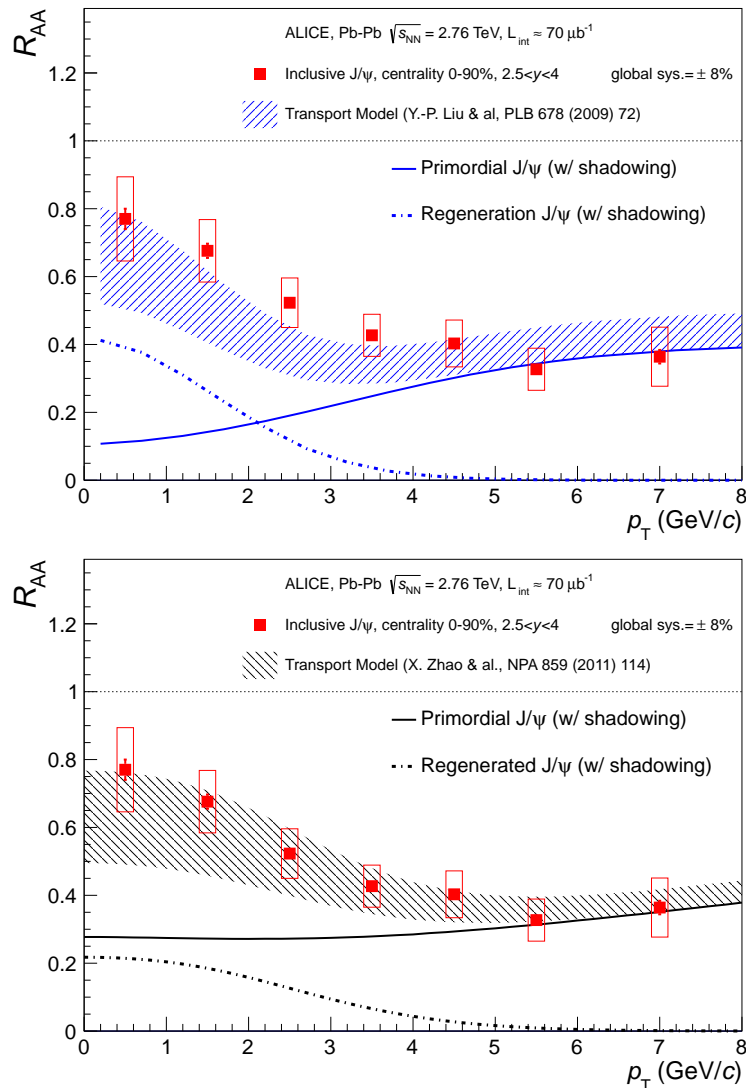 R_AA
ALICE, Pb-Pb √s_NN = 2.76 TeV, L_int ≈ 70 μb⁻¹
Inclusive J/ψ, centrality 0-90%, 2.5<y<4 global sys.= ± 8%
Transport Model (Y.-P. Liu & al, PLB 678 (2009) 72)
Primordial J/ψ (w/ shadowing)
Regeneration J/ψ (w/ shadowing)
1.2
1
0.8
0.6
0.4
0.2
0
0 1 2 3 4 5 6 7 8
p_T (GeV/c)
R_AA
ALICE, Pb-Pb √s_NN = 2.76 TeV, L_int ≈ 70 μb⁻¹
Inclusive J/ψ, centrality 0-90%, 2.5<y<4 global sys.= ± 8%
Transport Model (X. Zhao & al., NPA 859 (2011) 114)
Primordial J/ψ (w/ shadowing)
Regenerated J/ψ (w/ shadowing)
1.2
1
0.8
0.6
0.4
0.2
0
0 1 2 3 4 5 6 7 8
p_T (GeV/c)